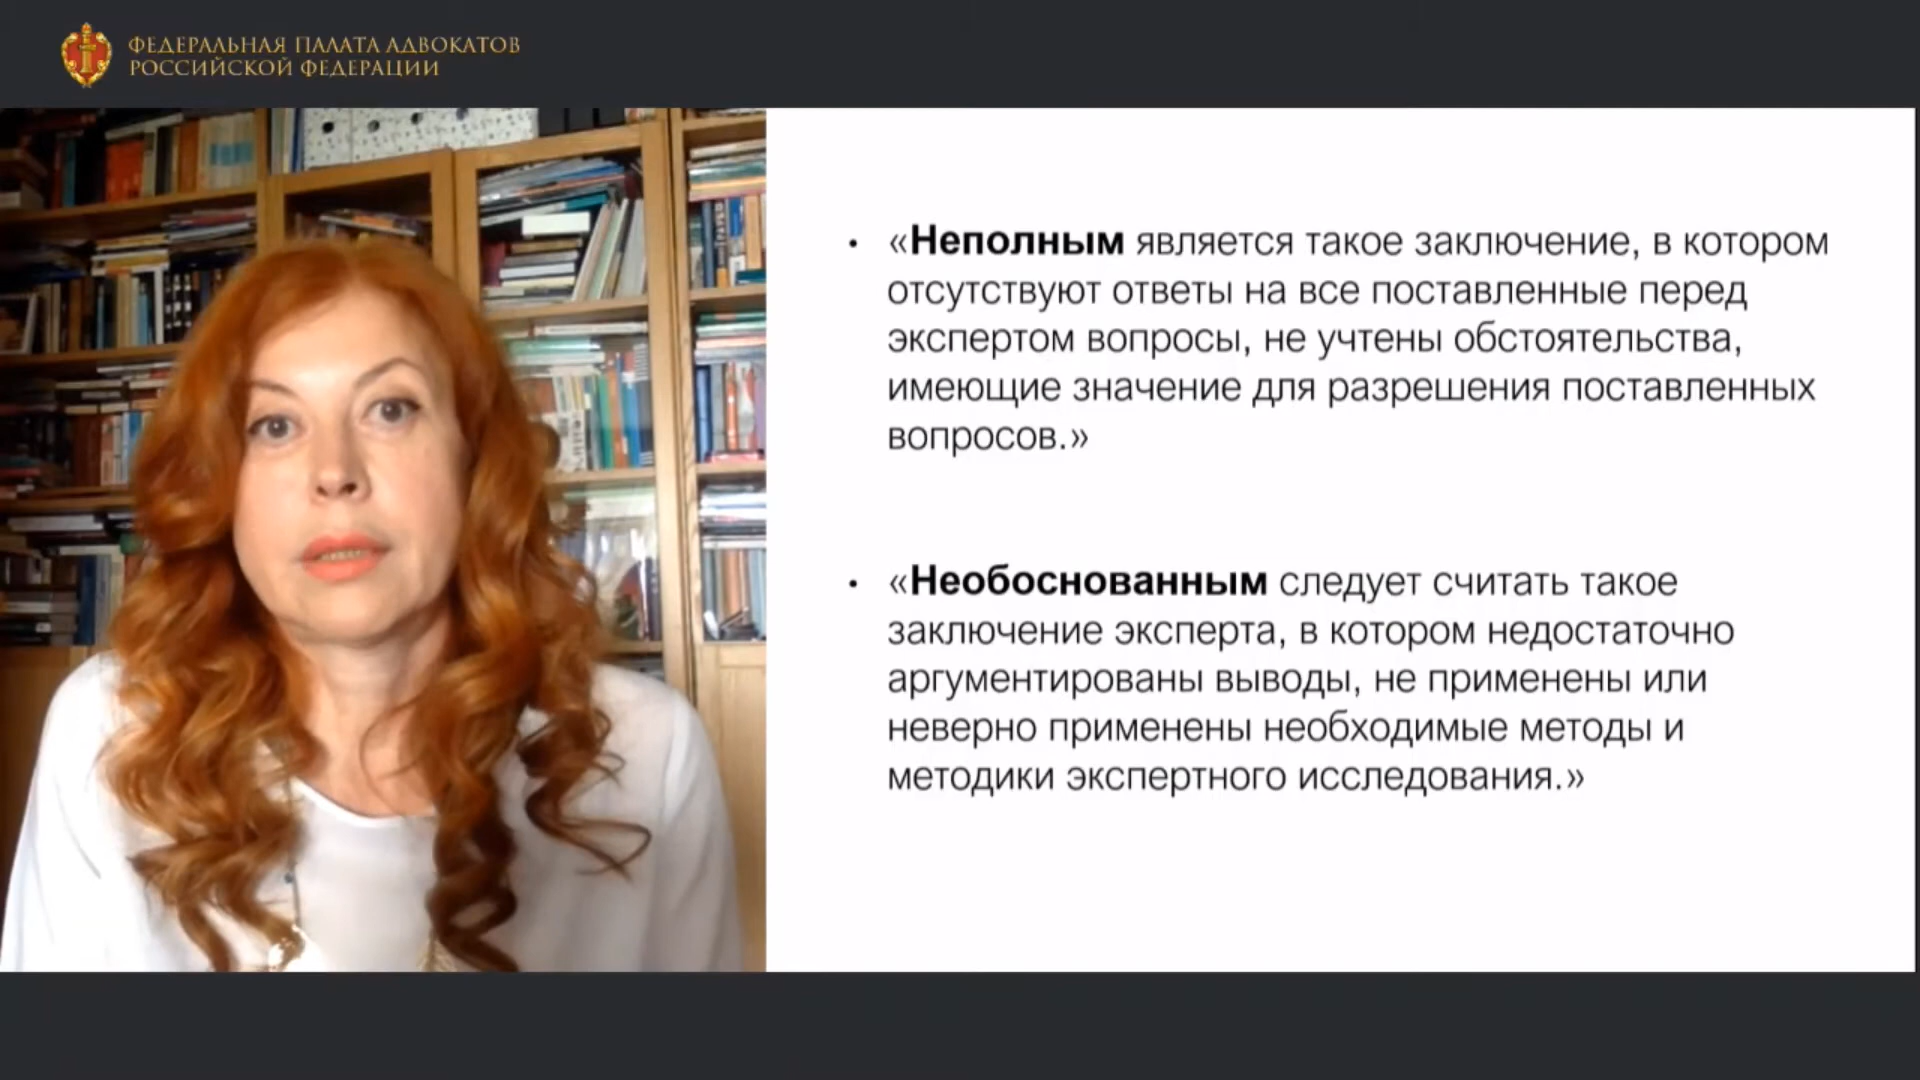 ФЕДЕРАЛЬНАЯ ПАЛАТА АДВОКАТОВ
РОССИЙСКОЙ ФЕДЕРАЦИИ
• «Неполным является такое заключение, в котором
отсутствуют ответы на все поставленные перед
экспертом вопросы, не учтены обстоятельства,
имеющие значение для разрешения поставленных
вопросов.»
• «Необоснованным следует считать такое
заключение эксперта, в котором недостаточно
аргументированы выводы, не применены или
неверно применены необходимые методы и
методики экспертного исследования.»